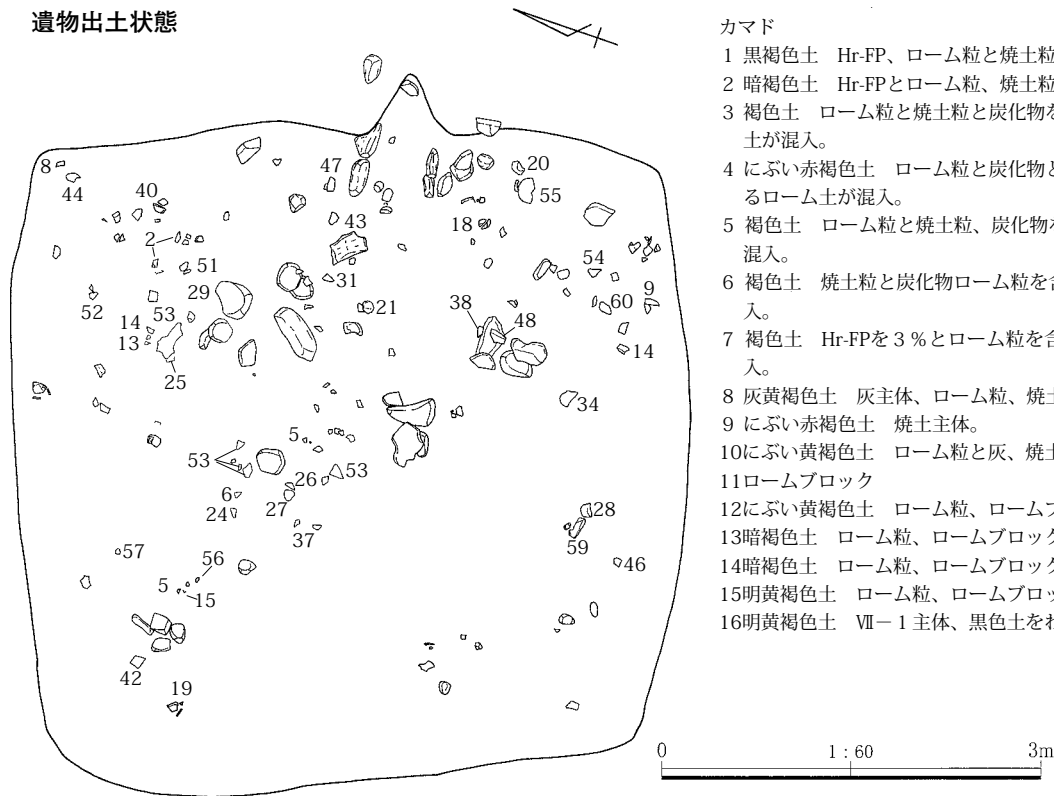 遺物出土状態
カマド
1 黒褐色土　Hr-FP、ローム粒と焼土粒
2 暗褐色土　Hr-FPとローム粒、焼土粒
3 褐色土　ローム粒と焼土粒と炭化物を
土が混入。
4 にぶい赤褐色土　ローム粒と炭化物と
るローム土が混入。
5 褐色土　ローム粒と焼土粒、炭化物を
混入。
6 褐色土　焼土粒と炭化物ローム粒を含
入。
7 褐色土　Hr-FPを３％とローム粒を含
入。
8 灰黄褐色土　灰主体、ローム粒、焼土
9 にぶい赤褐色土　焼土主体。
10にぶい黄褐色土　ローム粒と灰、焼土
11ロームブロック
12にぶい黄褐色土　ローム粒、ロームブ
13暗褐色土　ローム粒、ロームブロック
14暗褐色土　ローム粒、ロームブロック
15明黄褐色土　ローム粒、ロームブロッ
16明黄褐色土　Ⅶ－１主体、黒色土をわ
8
44
47
20
40
55
43
18
2
51
31
54
52
29
53
21
38
9
60
14
48
13
14
25
34
5
53
53
26
6
27
24
28
37
59
57
56
46
5
15
42
19
0
1：60
3m